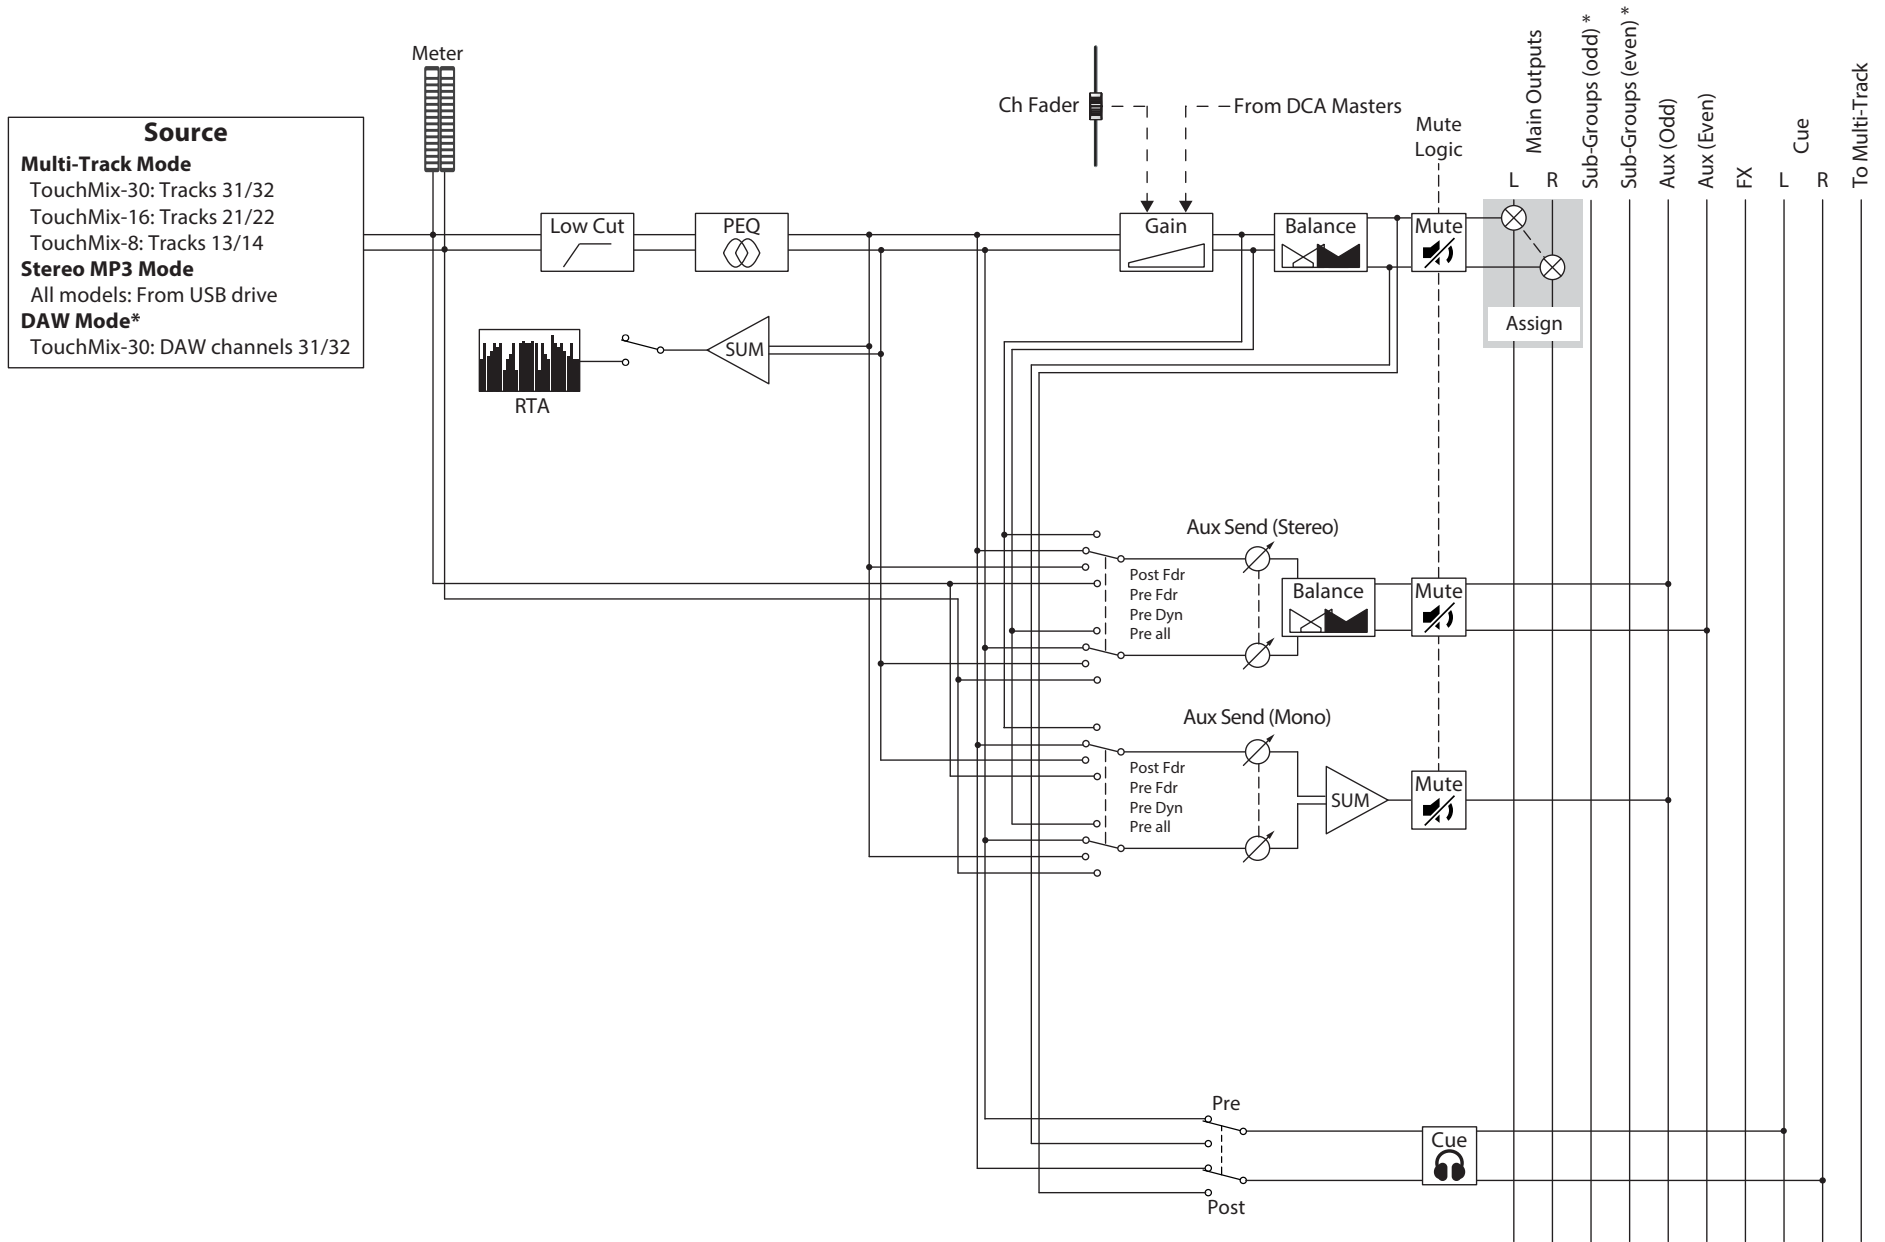 Meter
Source
Multi-Track Mode
TouchMix-30: Tracks 31/32
TouchMix-16: Tracks 21/22
TouchMix-8: Tracks 13/14
Stereo MP3 Mode
All models: From USB drive
DAW Mode*
TouchMix-30: DAW channels 31/32
Low Cut
PEQ
SUM
RTA
Ch Fader
From DCA Masters
Gain
Balance
Mute
Logic
Mute
Main Outputs
L
R
Sub-Groups (odd) *
Sub-Groups (even) *
Aux (Odd)
Aux (Even)
FX
Cue
L
R
To Multi-Track
Assign
Aux Send (Stereo)
Post Fdr
Pre Fdr
Pre Dyn
Pre all
Balance
Mute
Aux Send (Mono)
Post Fdr
Pre Fdr
Pre Dyn
Pre all
SUM
Mute
Pre
Post
Cue